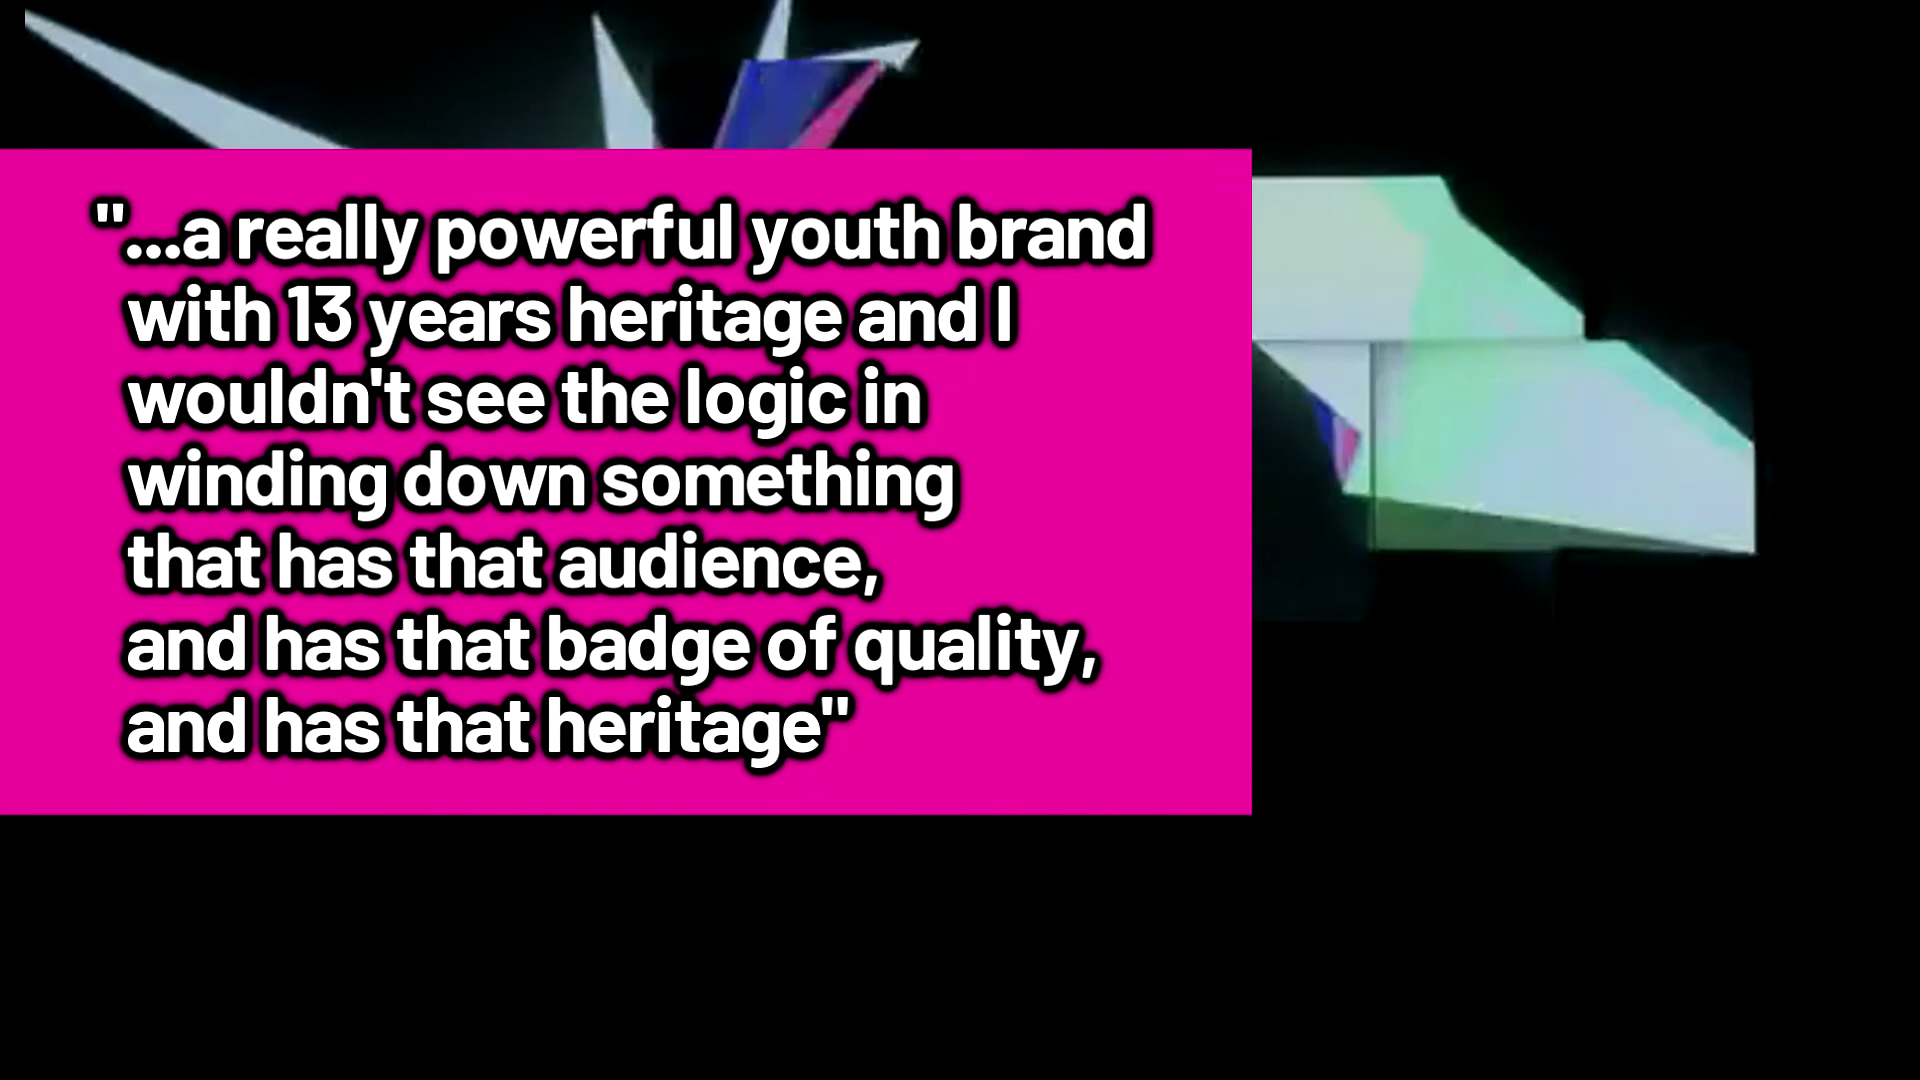 "...a really powerful youth brand
with 13 years heritage and I
wouldn't see the logic in
winding down something
that has that audience,
and has that badge of quality,
and has that heritage"